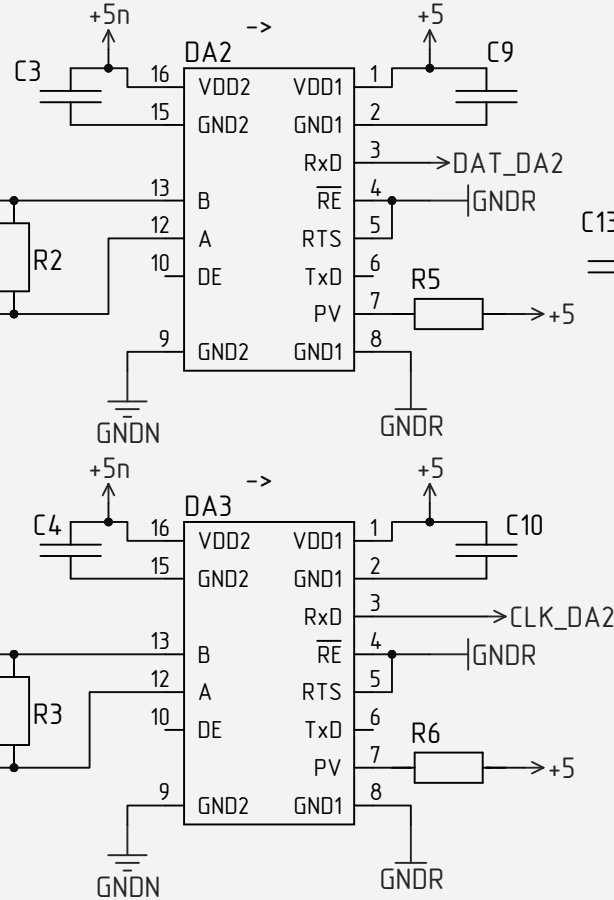 +5n
->
+5
C3
DA2
C9
16 VDD2 VDD1 1
15 GND2 GND1 2
RxD 3 DAT_DA2
13 B RE 4 GNDR
C13
12 A RTS 5
R2
10 DE TxD 6
R5
PV 7 +5
9 GND2 GND1 8
GNDN
GNDR
+5n
->
+5
C4
DA3
C10
16 VDD2 VDD1 1
15 GND2 GND1 2
RxD 3 CLK_DA2
13 B RE 4 GNDR
12 A RTS 5
R3
10 DE TxD 6
R6
PV 7 +5
9 GND2 GND1 8
GNDN
GNDR